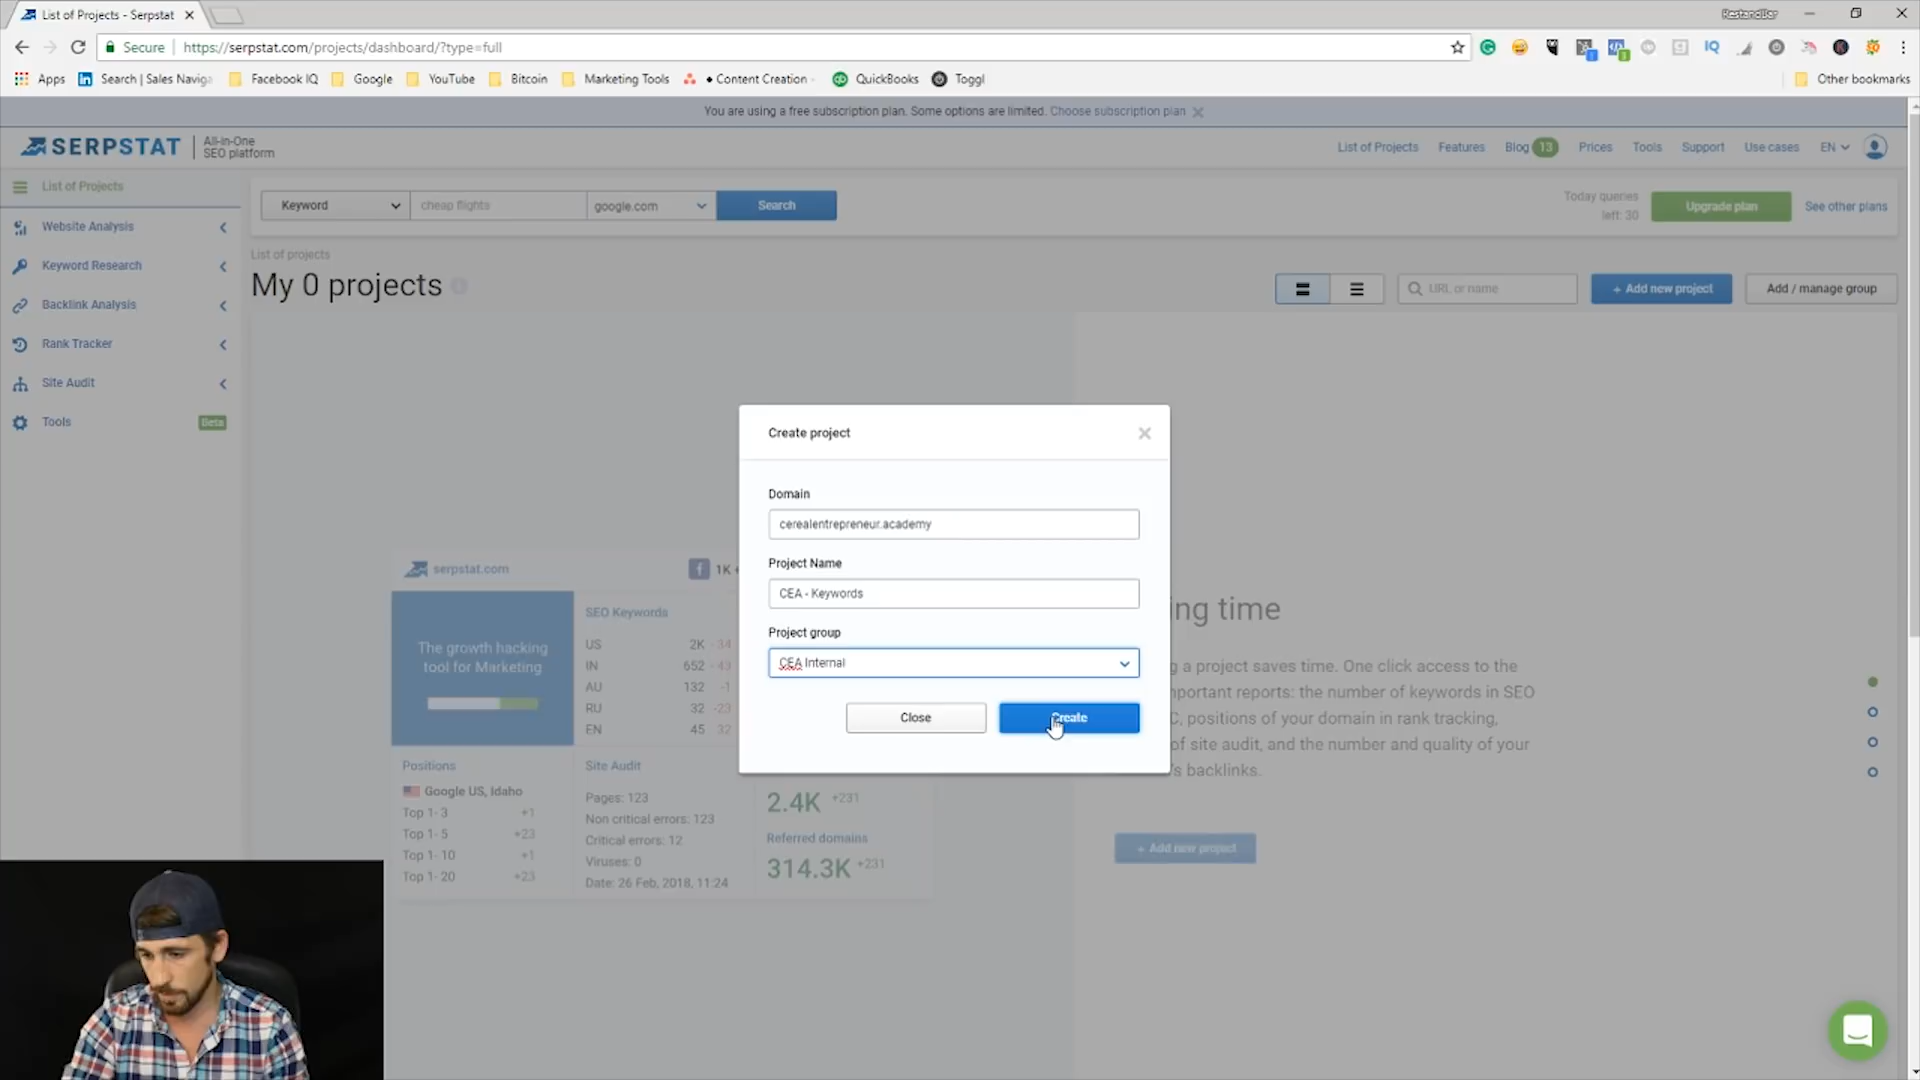 List of Projects - Serpstat
RestandBar
Secure
https://serpstat.com/projects/dashboard/?type=full
IQ
Apps
Search | Sales Naviga
Facebook IQ
Google
YouTube
Bitcoin
Marketing Tools
♦ Content Creation -
QuickBooks
Toggl
Other bookmarks
You are using a free subscription plan. Some options are limited. Choose subscription plan
SERPSTAT
All-in-One
SEO platform
List of Projects
Features
Blog 13
Prices
Tools
Support
Use cases
EN
List of Projects
Website Analysis
Keyword Research
Backlink Analysis
Rank Tracker
Site Audit
Tools
Beta
Keyword
cheap flights
google.com
Search
Today queries
left: 30
Upgrade plan
See other plans
List of projects
My 0 projects
URL or name
+ Add new project
Add / manage group
Create project
Domain
cerealentrepreneur.academy
Project Name
CEA - Keywords
Project group
CEA Internal
Close
Create
serpstat.com
1K
The growth hacking
tool for Marketing
SEO Keywords
US 2K - 34
IN 652 - 43
AU 132 -1
RU 32 -23
EN 45 32
Positions
Google US, Idaho
Top 1- 3 +1
Top 1- 5 +23
Top 1- 10 +1
Top 1- 20 +23
Site Audit
Pages: 123
Non critical errors: 123
Critical errors: 12
Viruses: 0
Date: 26 Feb, 2018, 11:24
2.4K +231
Referred domains
314.3K +231
ing time
g a project saves time. One click access to the
portant reports: the number of keywords in SEO
C, positions of your domain in rank tracking,
of site audit, and the number and quality of your
's backlinks.
+ Add new project